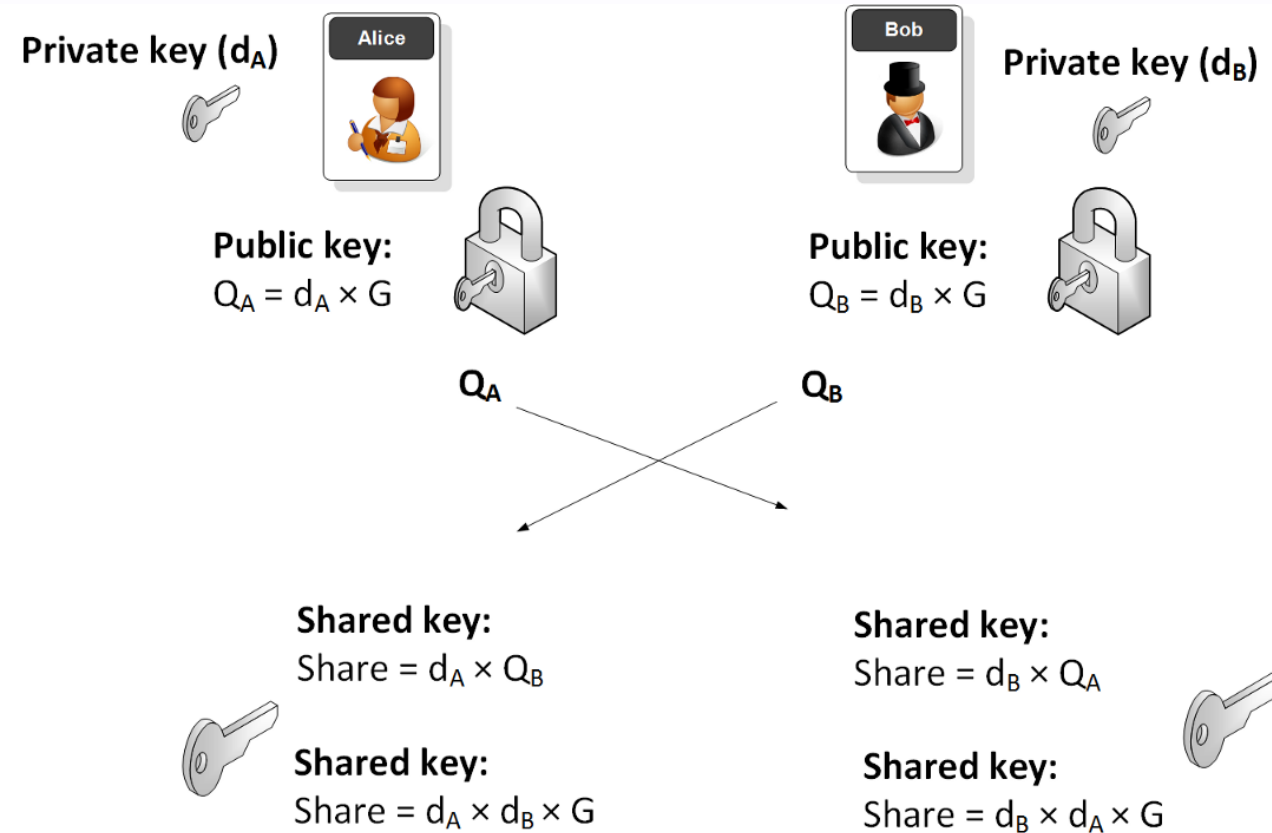 Alice
Private key (dA)
Public key:
QA = dA × G
Bob
Private key (dB)
Public key:
QB = dB × G
QA
QB
Shared key:
Share = dA × QB
Shared key:
Share = dA × dB × G
Shared key:
Share = dB × QA
Shared key:
Share = dB × dA × G